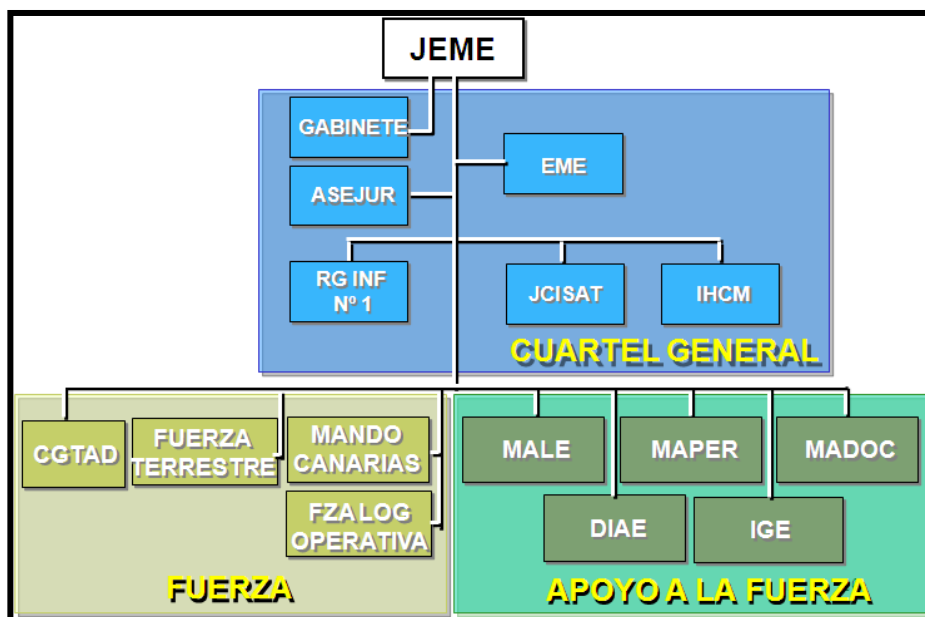 JEME
GABINETE
EME
ASEJUR
RG INF
Nº 1
JCISAT
IHCM
CUARTEL GENERAL
CGTAD
FUERZA
TERRESTRE
MANDO
CANARIAS
FZA LOG
OPERATIVA
FUERZA
MALE
MAPER
MADOC
DIAE
IGE
APOYO A LA FUERZA